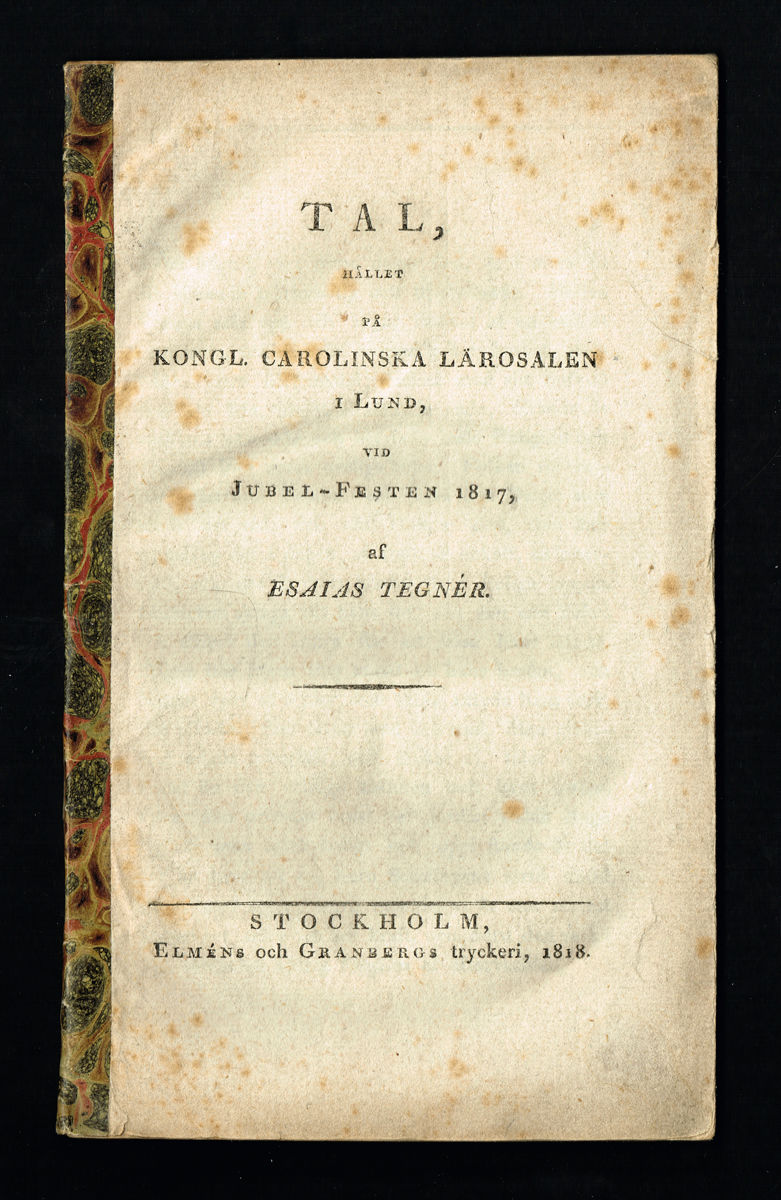 TAL,
HÅLLET
PÅ
KONGL. CAROLINSKA LÄROSALEN
I LUND,
VID
JUBEL-FESTEN 1817,
af
ESAIAS TEGNÉR.
STOCKHOLM,
ELMÉNS och GRANBERGS tryckeri, 1818.